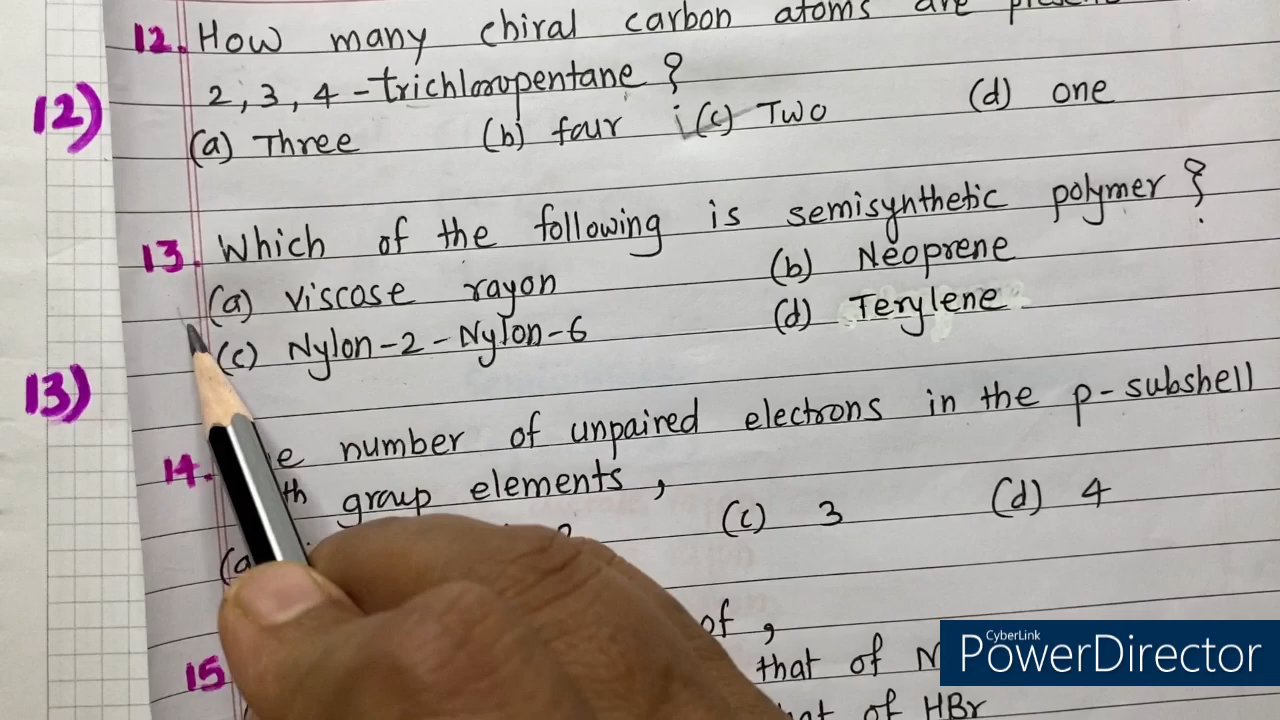 12. How many chiral carbon atoms are
2, 3, 4 - trichloropentane ?
12)
(a) Three (b) four (c) Two (d) one
13. Which of the following is semisynthetic polymer ?
(a) viscose rayon (b) Neoprene
(c) Nylon-2-Nylon-6 (d) Terylene
13)
14. number of unpaired electrons in the p-subshell
th group elements,
(c) 3 (d) 4
15 of,
that of
of HBr
CyberLink
PowerDirector